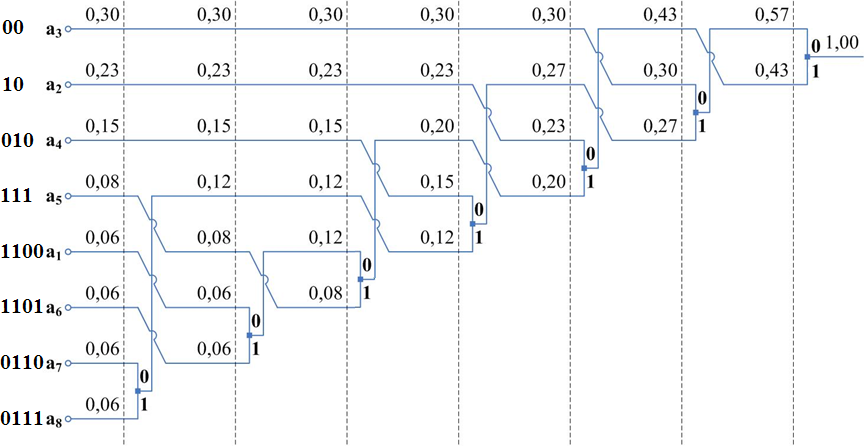 0,30 0,30 0,30 0,30 0,30 0,43 0,57
00 a₃ 0 1,00
0,23 0,23 0,23 0,23 0,27 0,30 0,43 1
10 a₂ 0
0,15 0,15 0,15 0,20 0,23 0,27 1
010 a₄ 0
0,08 0,12 0,12 0,15 0,20 1
111 a₅ 0
0,06 0,08 0,12 0,12 1
1100 a₁ 0
0,06 0,06 0,08 1
1101 a₆ 0
0,06 0,06 1
0110 a₇ 0
0,06 1
0111 a₈